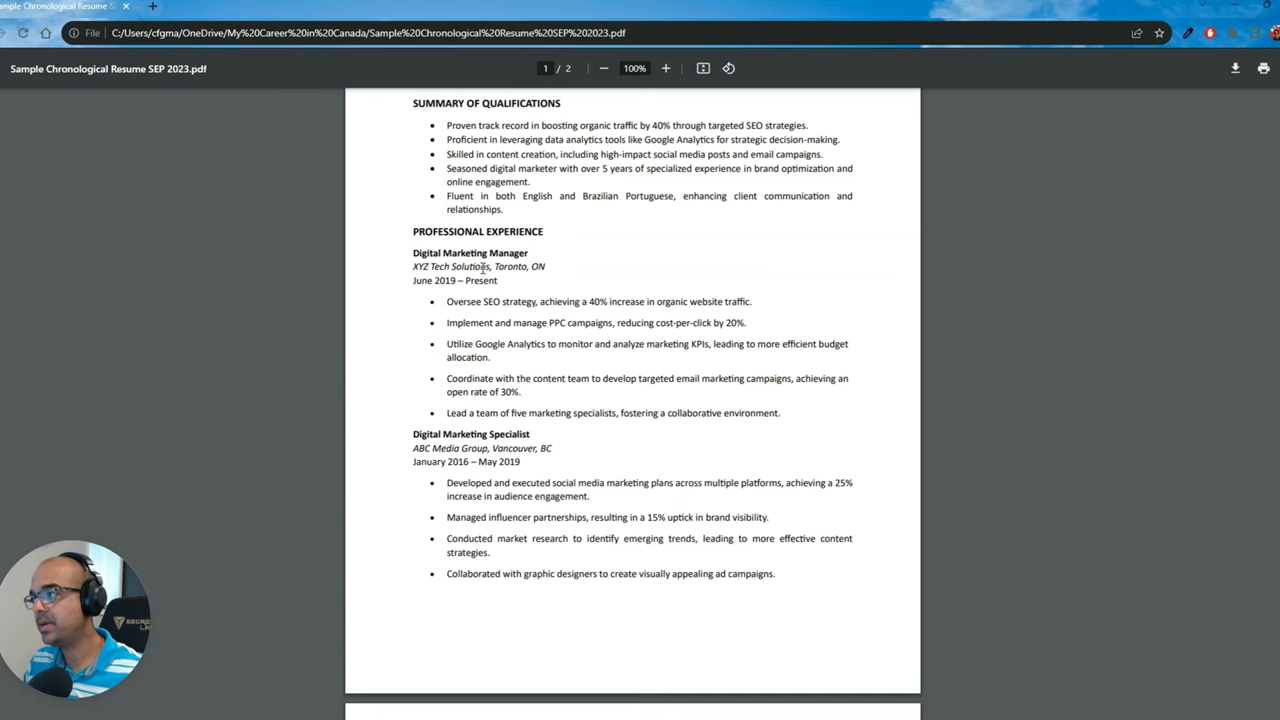 ample Chronological Resume S
File C:/Users/cfgma/OneDrive/My%20Career%20in%20Canada/Sample%20Chronological%20Resume%20SEP%202023.pdf
Sample Chronological Resume SEP 2023.pdf
1 / 2
100%
SUMMARY OF QUALIFICATIONS
• Proven track record in boosting organic traffic by 40% through targeted SEO strategies.
• Proficient in leveraging data analytics tools like Google Analytics for strategic decision-making.
• Skilled in content creation, including high-impact social media posts and email campaigns.
• Seasoned digital marketer with over 5 years of specialized experience in brand optimization and
online engagement.
• Fluent in both English and Brazilian Portuguese, enhancing client communication and
relationships.
PROFESSIONAL EXPERIENCE
Digital Marketing Manager
XYZ Tech Solutions, Toronto, ON
June 2019 – Present
• Oversee SEO strategy, achieving a 40% increase in organic website traffic.
• Implement and manage PPC campaigns, reducing cost-per-click by 20%.
• Utilize Google Analytics to monitor and analyze marketing KPIs, leading to more efficient budget
allocation.
• Coordinate with the content team to develop targeted email marketing campaigns, achieving an
open rate of 30%.
• Lead a team of five marketing specialists, fostering a collaborative environment.
Digital Marketing Specialist
ABC Media Group, Vancouver, BC
January 2016 – May 2019
• Developed and executed social media marketing plans across multiple platforms, achieving a 25%
increase in audience engagement.
• Managed influencer partnerships, resulting in a 15% uptick in brand visibility.
• Conducted market research to identify emerging trends, leading to more effective content
strategies.
• Collaborated with graphic designers to create visually appealing ad campaigns.